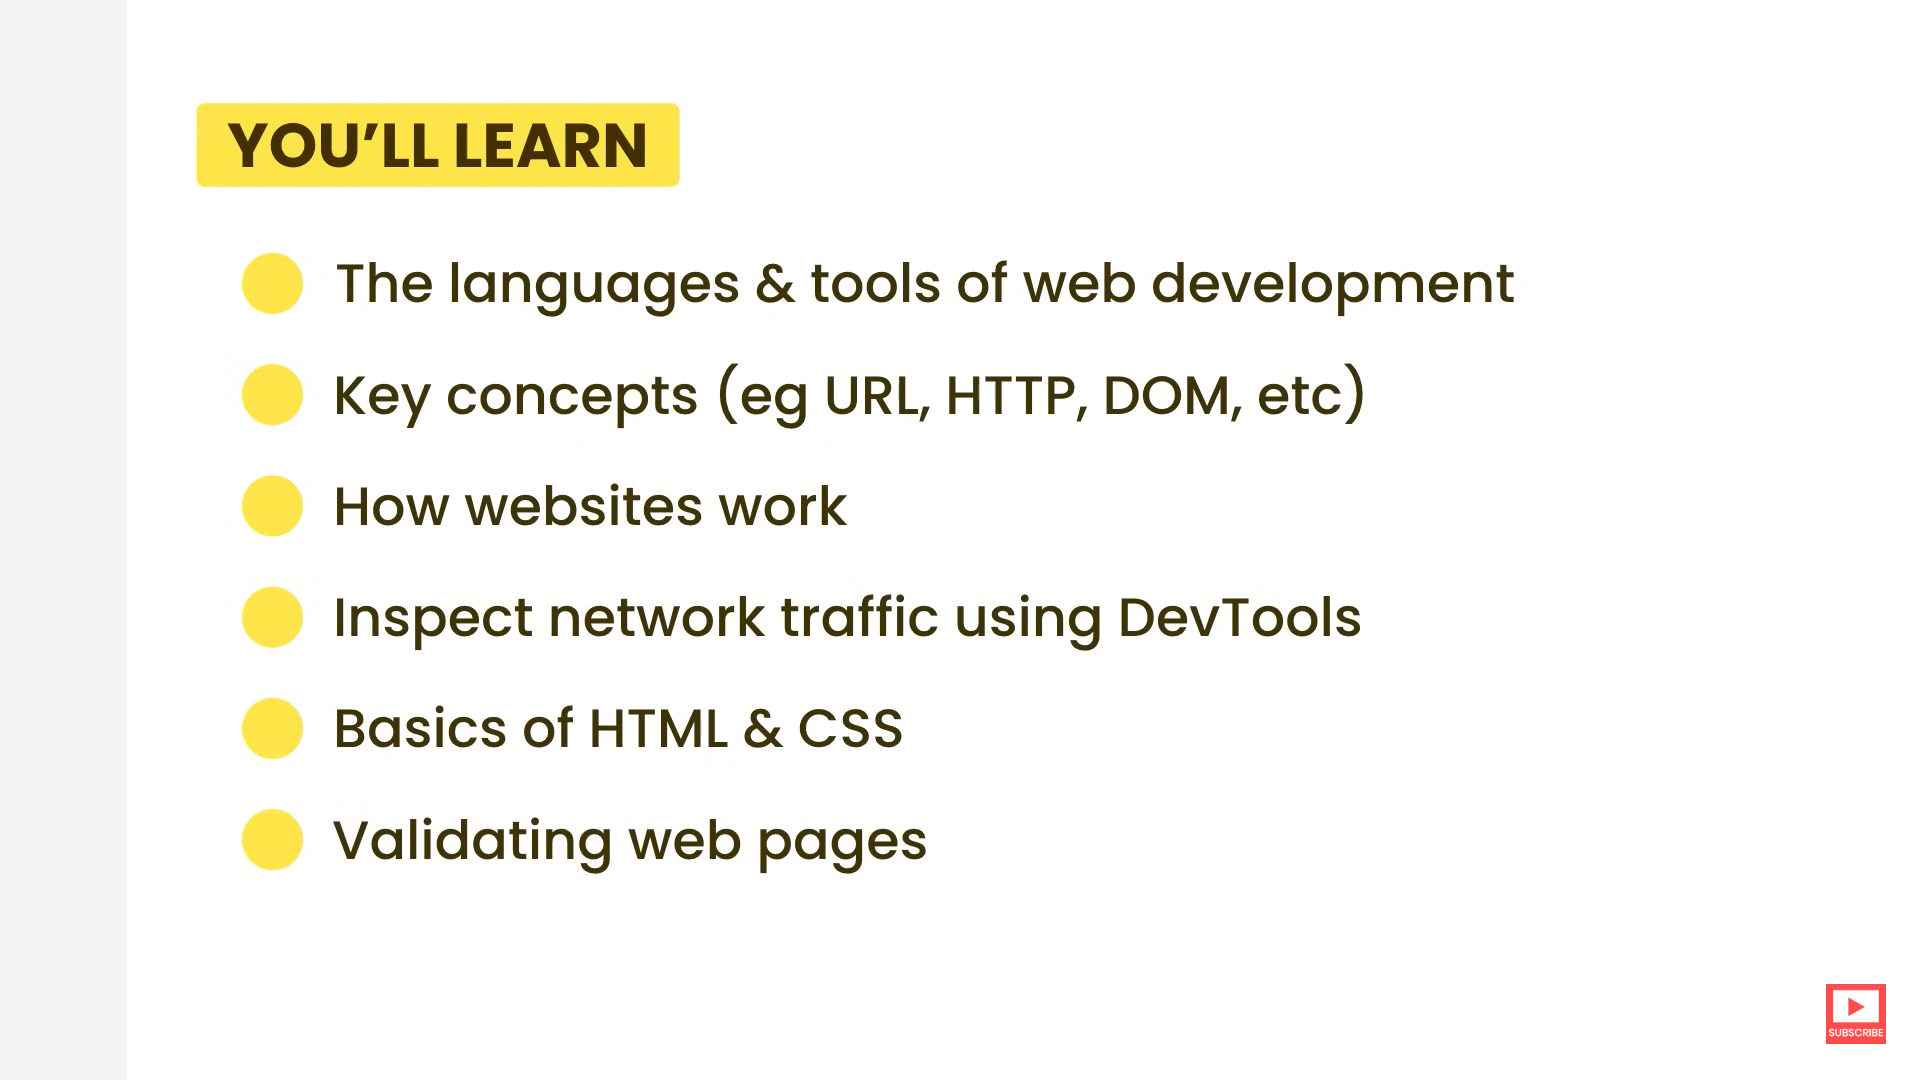 YOU’LL LEARN
The languages & tools of web development
Key concepts (eg URL, HTTP, DOM, etc)
How websites work
Inspect network traffic using DevTools
Basics of HTML & CSS
Validating web pages
SUBSCRIBE